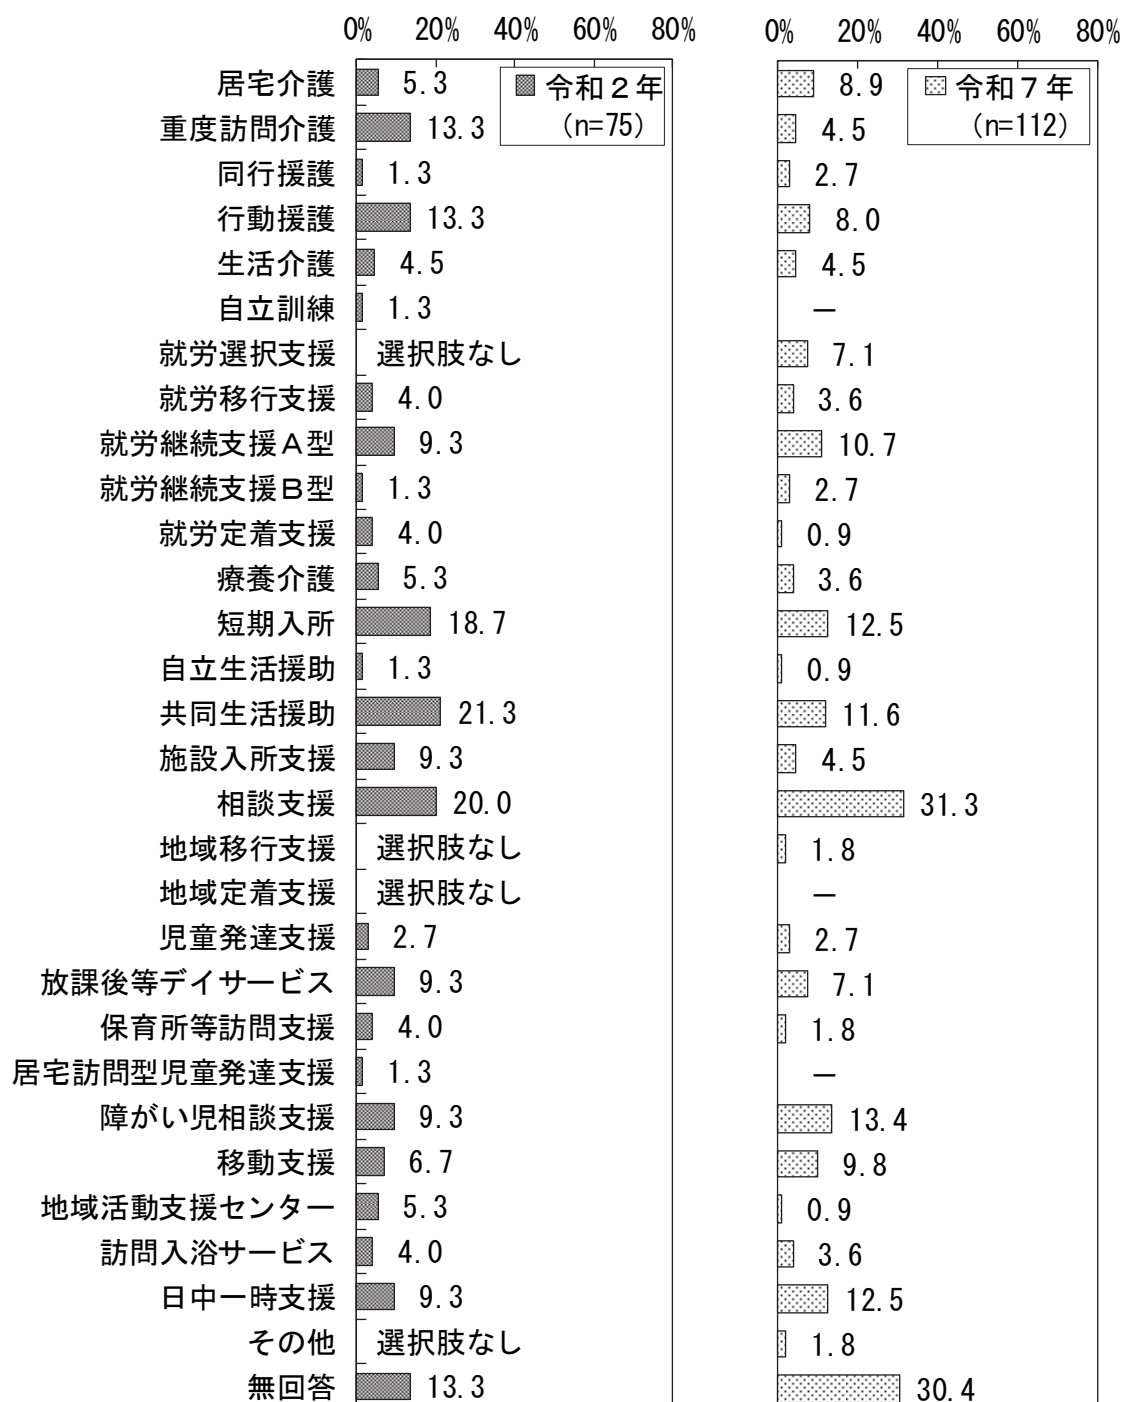 0% 20% 40% 60% 80% 0% 20% 40% 60% 80%
令和２年 令和７年
(n=75) (n=112)
居宅介護 5.3 8.9
重度訪問介護 13.3 4.5
同行援護 1.3 2.7
行動援護 13.3 8.0
生活介護 4.5 4.5
自立訓練 1.3 －
就労選択支援 選択肢なし 7.1
就労移行支援 4.0 3.6
就労継続支援Ａ型 9.3 10.7
就労継続支援Ｂ型 1.3 2.7
就労定着支援 4.0 0.9
療養介護 5.3 3.6
短期入所 18.7 12.5
自立生活援助 1.3 0.9
共同生活援助 21.3 11.6
施設入所支援 9.3 4.5
相談支援 20.0 31.3
地域移行支援 選択肢なし 1.8
地域定着支援 選択肢なし －
児童発達支援 2.7 2.7
放課後等デイサービス 9.3 7.1
保育所等訪問支援 4.0 1.8
居宅訪問型児童発達支援 1.3 －
障がい児相談支援 9.3 13.4
移動支援 6.7 9.8
地域活動支援センター 5.3 0.9
訪問入浴サービス 4.0 3.6
日中一時支援 9.3 12.5
その他 選択肢なし 1.8
無回答 13.3 30.4